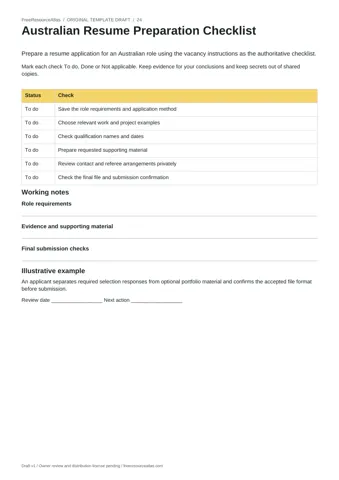 FreeResourceAtlas / ORIGINAL TEMPLATE DRAFT / 04
Australian Resume Preparation Checklist
Prepare a resume application for an Australian role using the vacancy instructions as the authoritative checklist.
Mark each check To do, Done or Not applicable. Keep evidence for your conclusions and keep secrets out of shared
copies.
Status Check
To do Save the role requirements and application method
To do Choose relevant work and project examples
To do Check qualification names and dates
To do Prepare requested supporting material
To do Review contact and referee arrangements privately
To do Check the final file and submission confirmation
Working notes
Role requirements
Evidence and supporting material
Final submission checks
Illustrative example
An applicant separates required selection responses from optional portfolio material and confirms the accepted file format
before submission.
Review date ____________________ Next action ____________________
Draft v1 / Owner review and distribution licence pending / freeresourceatlas.com